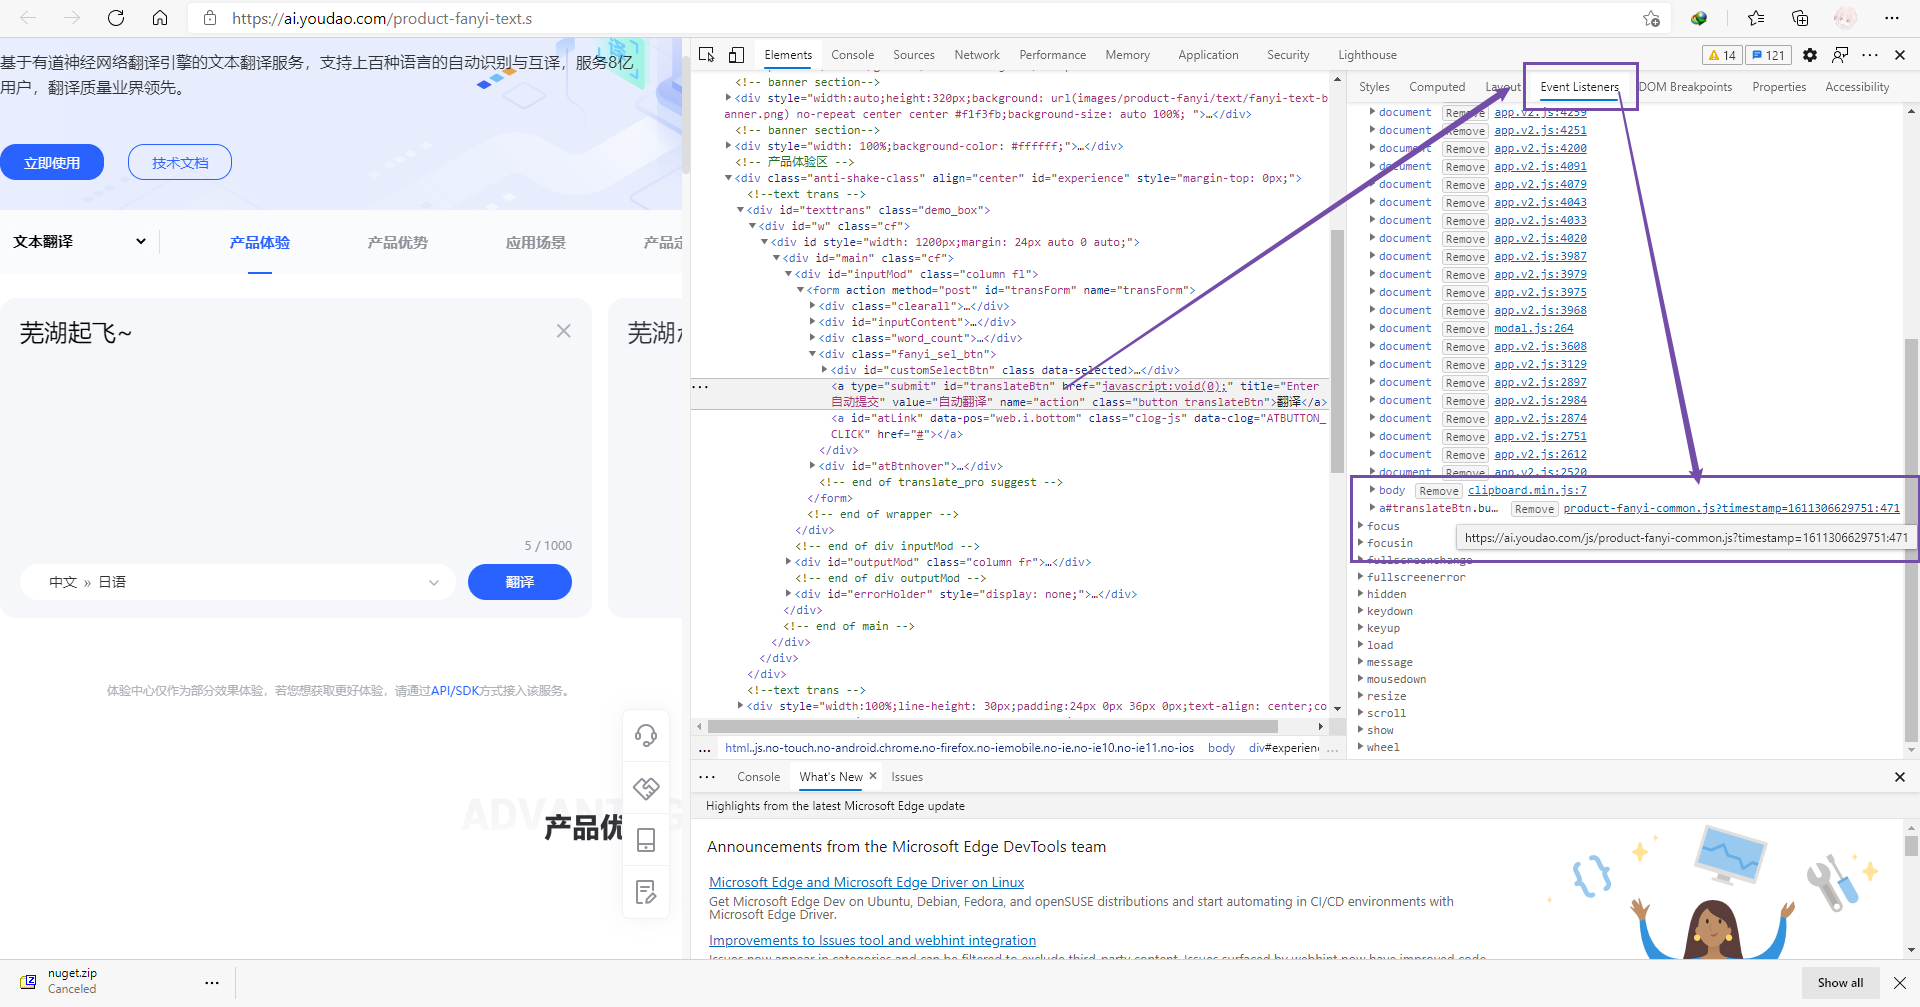 https://ai.youdao.com/product-fanyi-text.s
基于有道神经网络翻译引擎的文本翻译服务，支持上百种语言的自动识别与互译，服务8亿
用户，翻译质量业界领先。
立即使用
技术文档
文本翻译
产品体验
产品优势
应用场景
芜湖起飞~
5 / 1000
中文 » 日语
翻译
体验中心仅作为部分效果体验，若您想获取更好体验，请通过API/SDK方式接入该服务。
Elements
Console
Sources
Network
Performance
Memory
Application
Security
Lighthouse
14
121
<!-- banner section-->
<div style="width:auto;height:320px;background: url(images/product-fanyi/text/fanyi-text-b
anner.png) no-repeat center center #f1f3fb;background-size: auto 100%; ">…</div>
<!-- banner section-->
<div style="width: 100%;background-color: #ffffff;">…</div>
<!-- 产品体验区 -->
<div class="anti-shake-class" align="center" id="experience" style="margin-top: 0px;">
<!--text trans -->
<div id="texttrans" class="demo_box">
<div id="w" class="cf">
<div id style="width: 1200px;margin: 24px auto 0 auto;">
<div id="main" class="cf">
<div id="inputMod" class="column fl">
<form action method="post" id="transForm" name="transForm">
<div class="clearall">…</div>
<div id="inputContent">…</div>
<div class="word_count">…</div>
<div class="fanyi_sel_btn">
<div id="customSelectBtn" class data-selected>…</div>
<a type="submit" id="translateBtn" href="javascript:void(0);" title="Enter
自动提交" value="自动翻译" name="action" class="button translateBtn">翻译</a>
<a id="atLink" data-pos="web.i.bottom" class="clog-js" data-clog="ATBUTTON_
CLICK" href="#"></a>
</div>
<div id="atBtnhover">…</div>
<!-- end of translate_pro suggest -->
</form>
<!-- end of wrapper -->
</div>
<!-- end of div inputMod -->
<div id="outputMod" class="column fr">…</div>
<!-- end of div outputMod -->
<div id="errorHolder" style="display: none;">…</div>
</div>
<!-- end of main -->
</div>
</div>
</div>
<!--text trans -->
<div style="width:100%;line-height: 30px;padding:24px 0px 36px 0px;text-align: center;co
... html..js.no-touch.no-android.chrome.no-firefox.no-iemobile.no-ie.no-ie10.no-ie11.no-ios body div#experienc ...
Styles
Computed
Layout
Event Listeners
DOM Breakpoints
Properties
Accessibility
document Remove app.v2.js:4259
document Remove app.v2.js:4251
document Remove app.v2.js:4200
document Remove app.v2.js:4091
document Remove app.v2.js:4079
document Remove app.v2.js:4043
document Remove app.v2.js:4033
document Remove app.v2.js:4020
document Remove app.v2.js:3987
document Remove app.v2.js:3979
document Remove app.v2.js:3975
document Remove app.v2.js:3968
document Remove modal.js:264
document Remove app.v2.js:3608
document Remove app.v2.js:3129
document Remove app.v2.js:2897
document Remove app.v2.js:2984
document Remove app.v2.js:2874
document Remove app.v2.js:2751
document Remove app.v2.js:2612
document Remove app.v2.js:2520
body Remove clipboard.min.js:7
a#translateBtn.bu… Remove product-fanyi-common.js?timestamp=1611306629751:471
focus
https://ai.youdao.com/js/product-fanyi-common.js?timestamp=1611306629751:471
focusin
fullscreenchange
fullscreenerror
hidden
keydown
keyup
load
message
mousedown
resize
scroll
show
wheel
Console
What's New
Issues
Highlights from the latest Microsoft Edge update
Announcements from the Microsoft Edge DevTools team
Microsoft Edge and Microsoft Edge Driver on Linux
Get Microsoft Edge Dev on Ubuntu, Debian, Fedora, and openSUSE distributions and start automating in CI/CD environments with
Microsoft Edge Driver.
Improvements to Issues tool and webhint integration
Issues now appear in categories and can be filtered to exclude third-party content. Issues surfaced by webhint now have improved code
nuget.zip
Canceled
Show all